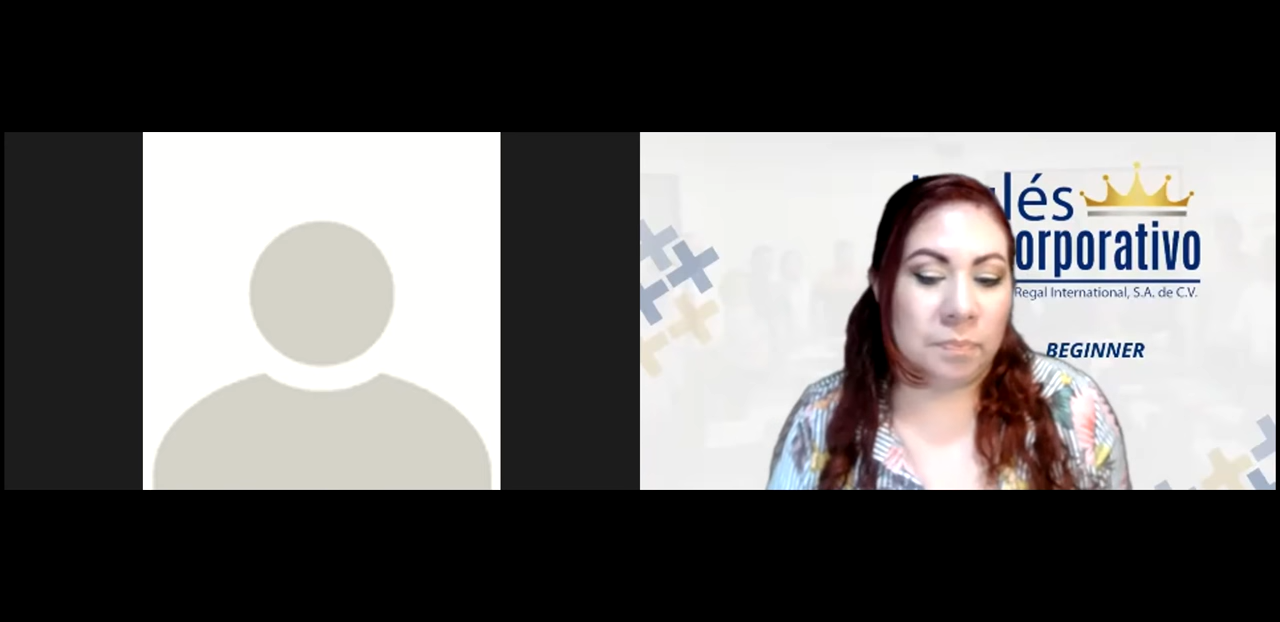 lés
orporativo
Regal International, S.A. de C.V.
BEGINNER